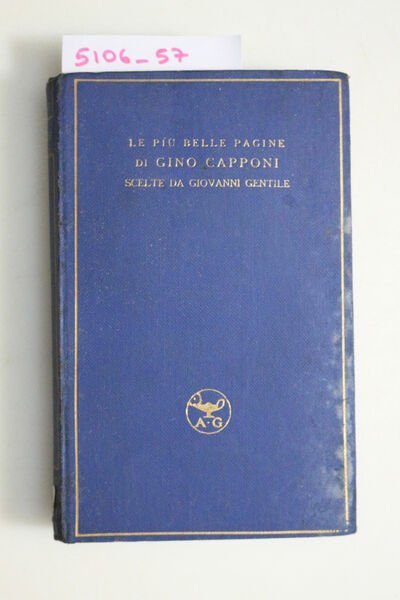 5106_57
LE PIÙ BELLE PAGINE
DI GINO CAPPONI
SCELTE DA GIOVANNI GENTILE
A·G